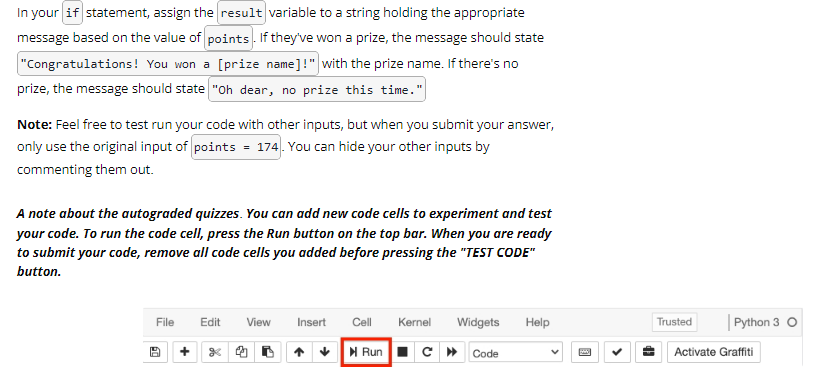 In your if statement, assign the result variable to a string holding the appropriate
message based on the value of points. If they've won a prize, the message should state
"Congratulations! You won a [prize name]!" with the prize name. If there's no
prize, the message should state "Oh dear, no prize this time."
Note: Feel free to test run your code with other inputs, but when you submit your answer,
only use the original input of points = 174. You can hide your other inputs by
commenting them out.
A note about the autograded quizzes. You can add new code cells to experiment and test
your code. To run the code cell, press the Run button on the top bar. When you are ready
to submit your code, remove all code cells you added before pressing the "TEST CODE"
button.
File Edit View Insert Cell Kernel Widgets Help Trusted Python 3
Run Code Activate Graffiti